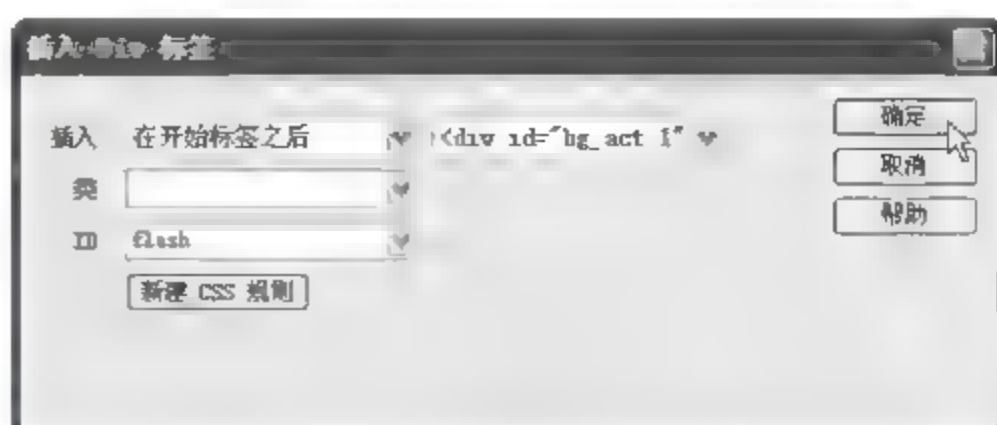 插入 Div 标签
插入 在开始标签之后 <div id="bg_act 确定
取消
类
ID flash 帮助
新建 CSS 规则